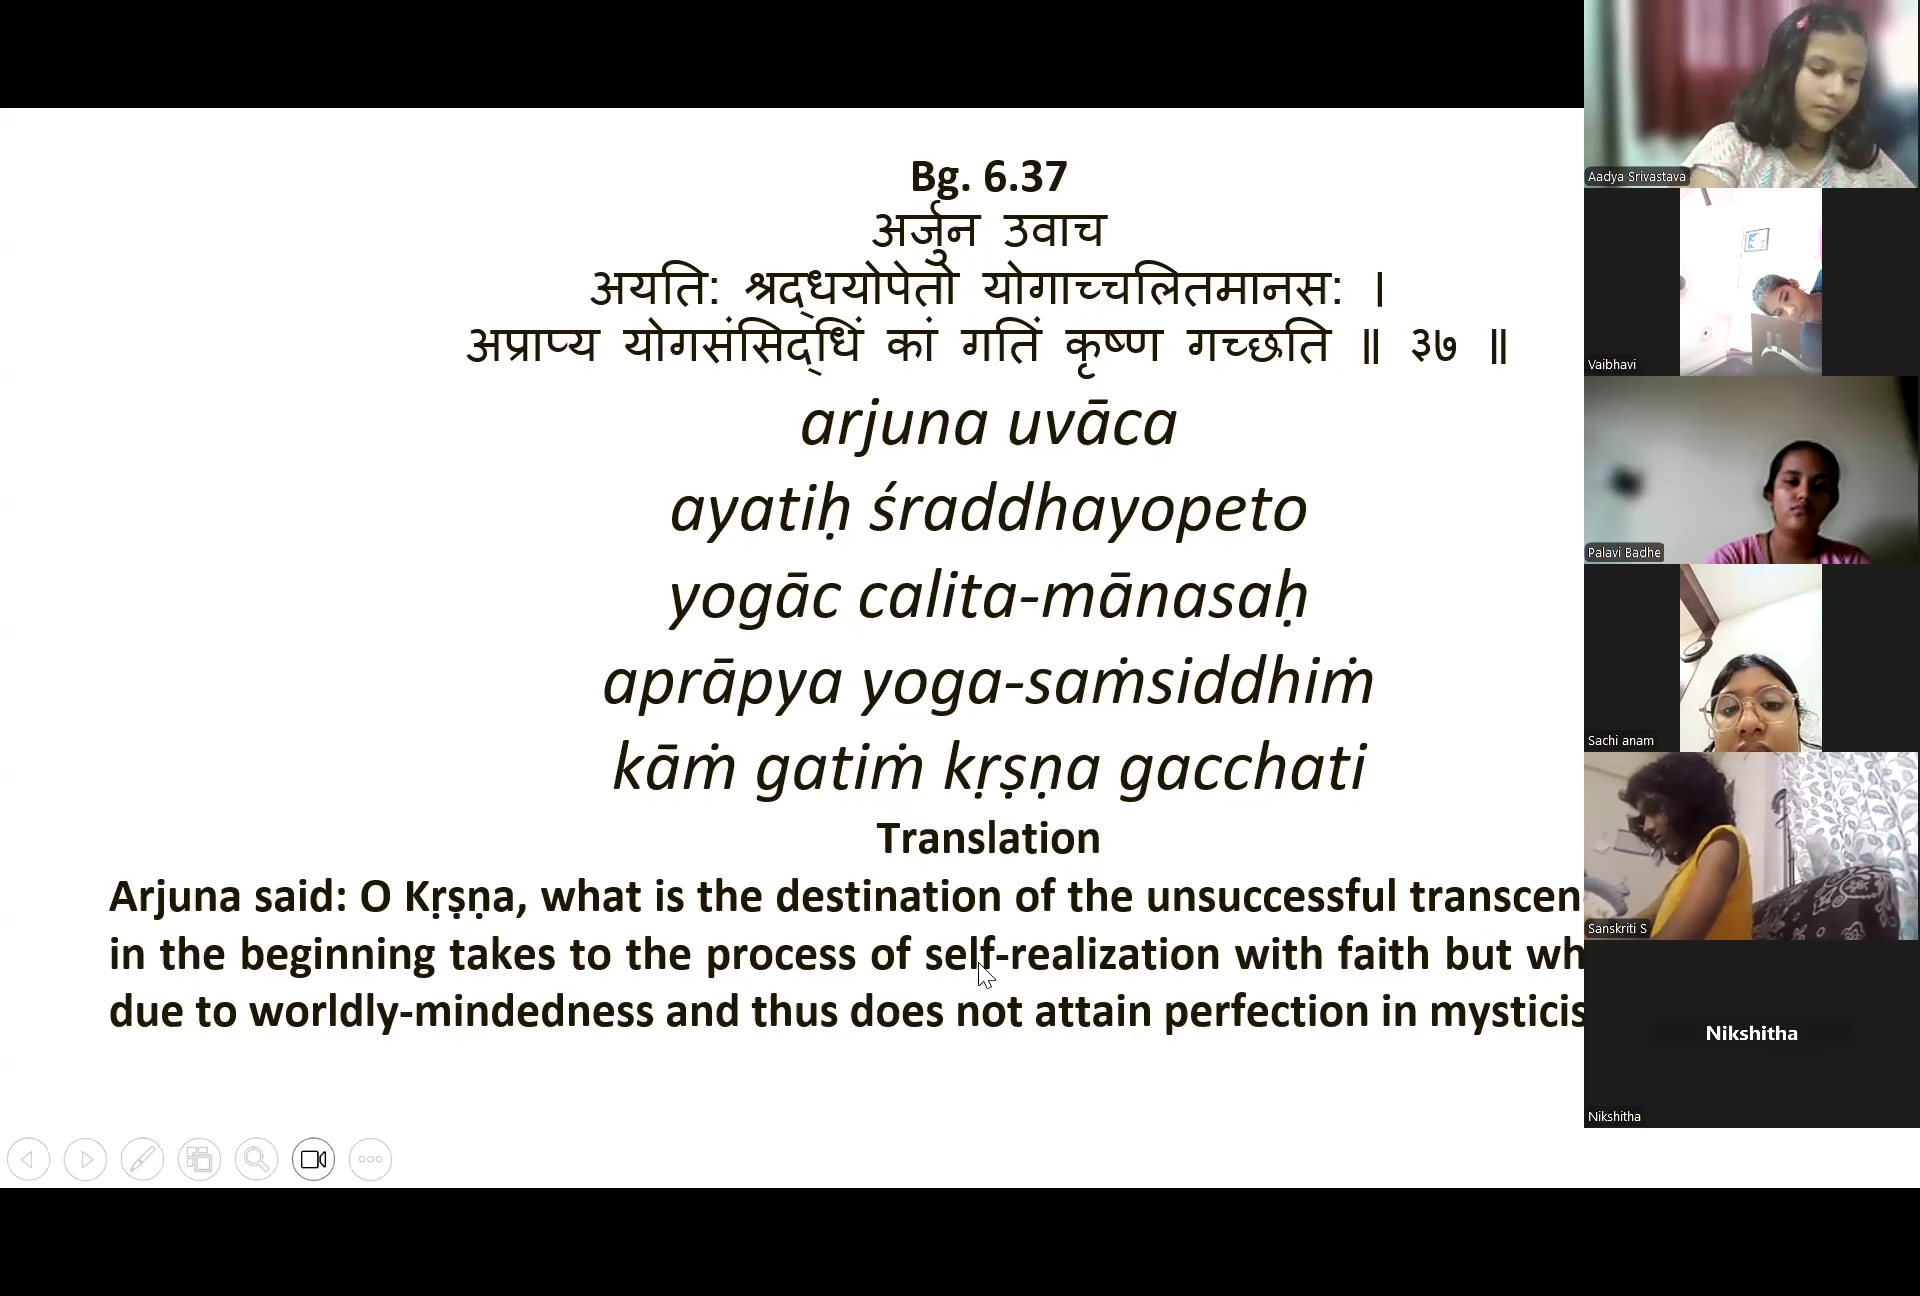 Bg. 6.37
अर्जुन उवाच
अयतिः श्रद्धयोपेतो योगाच्चलितमानसः ।
अप्राप्य योगसंसिद्धिं कां गतिं कृष्ण गच्छति ॥ ३७ ॥
arjuna uvāca
ayatiḥ śraddhayopeto
yogāc calita-mānasaḥ
aprāpya yoga-saṁsiddhiṁ
kāṁ gatiṁ kṛṣṇa gacchati
Translation
Arjuna said: O Kṛṣṇa, what is the destination of the unsuccessful transcen
in the beginning takes to the process of self-realization with faith but wh
due to worldly-mindedness and thus does not attain perfection in mysticis
Aadya Srivastava
Vaibhavi
Palavi Badhe
Sachi anam
Sanskriti S
Nikshitha
Nikshitha